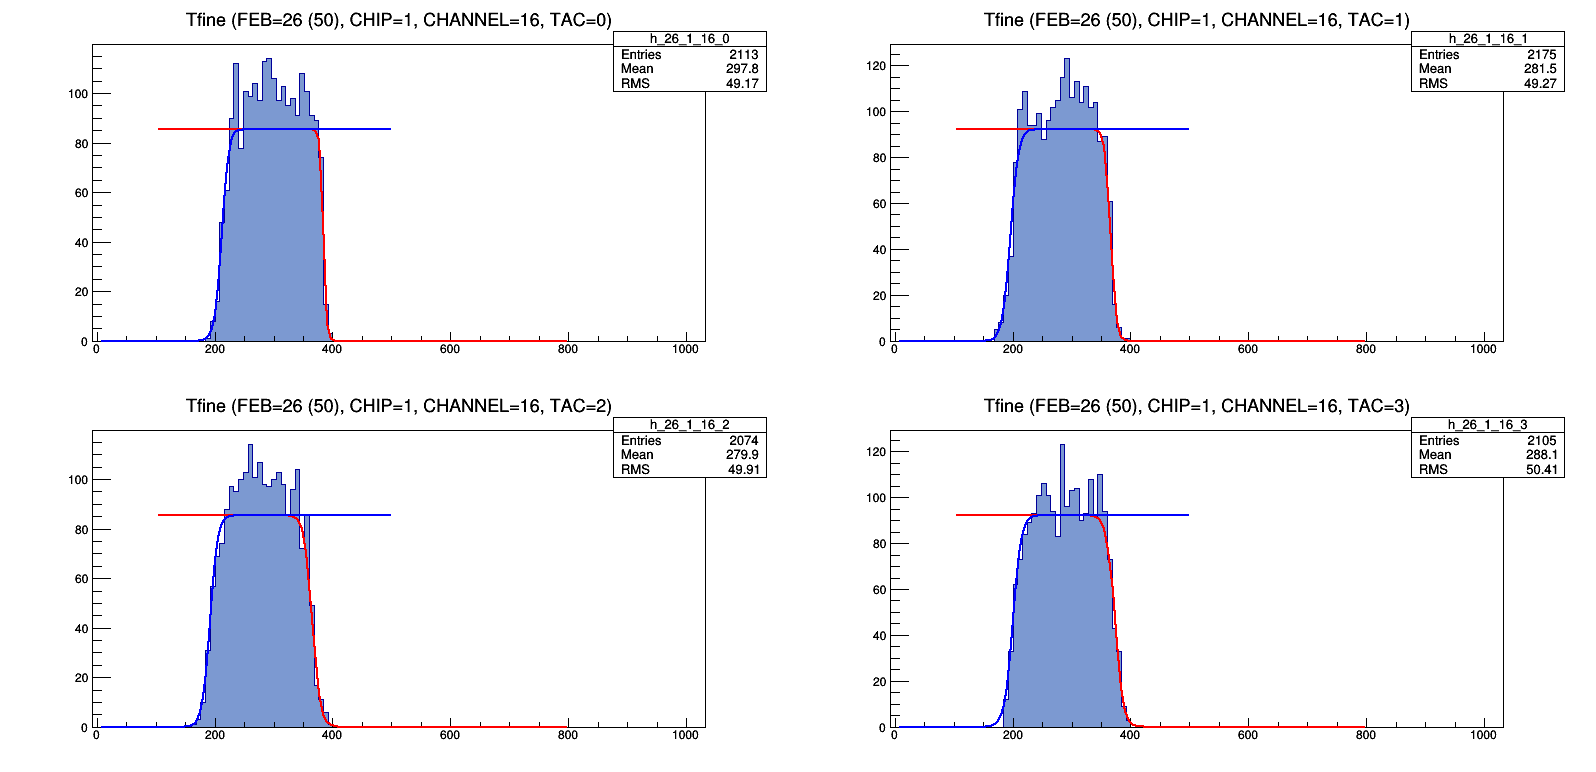 Tfine (FEB=26 (50), CHIP=1, CHANNEL=16, TAC=0)
h_26_1_16_0
Entries 2113
Mean 297.8
RMS 49.17
100
80
60
40
20
0
0 200 400 600 800 1000
Tfine (FEB=26 (50), CHIP=1, CHANNEL=16, TAC=1)
h_26_1_16_1
Entries 2175
Mean 281.5
RMS 49.27
120
100
80
60
40
20
0
0 200 400 600 800 1000
Tfine (FEB=26 (50), CHIP=1, CHANNEL=16, TAC=2)
h_26_1_16_2
Entries 2074
Mean 279.9
RMS 49.91
100
80
60
40
20
0
0 200 400 600 800 1000
Tfine (FEB=26 (50), CHIP=1, CHANNEL=16, TAC=3)
h_26_1_16_3
Entries 2105
Mean 288.1
RMS 50.41
120
100
80
60
40
20
0
0 200 400 600 800 1000